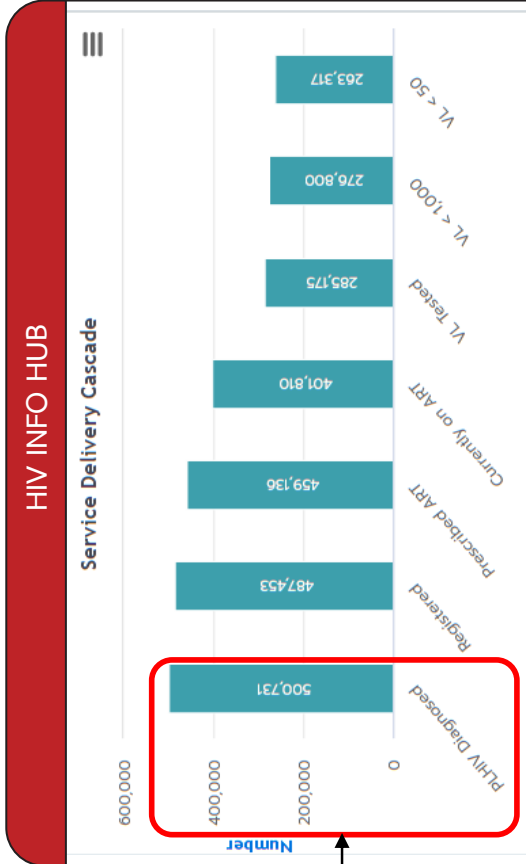 HIV INFO HUB
Service Delivery Cascade
Number
600,000
400,000
200,000
0
500,731
487,453
459,136
401,810
285,175
276,800
263,317
PLHIV Diagnosed
Registered
Prescribed ART
Currently on ART
VL Tested
VL < 1,000
VL < 50